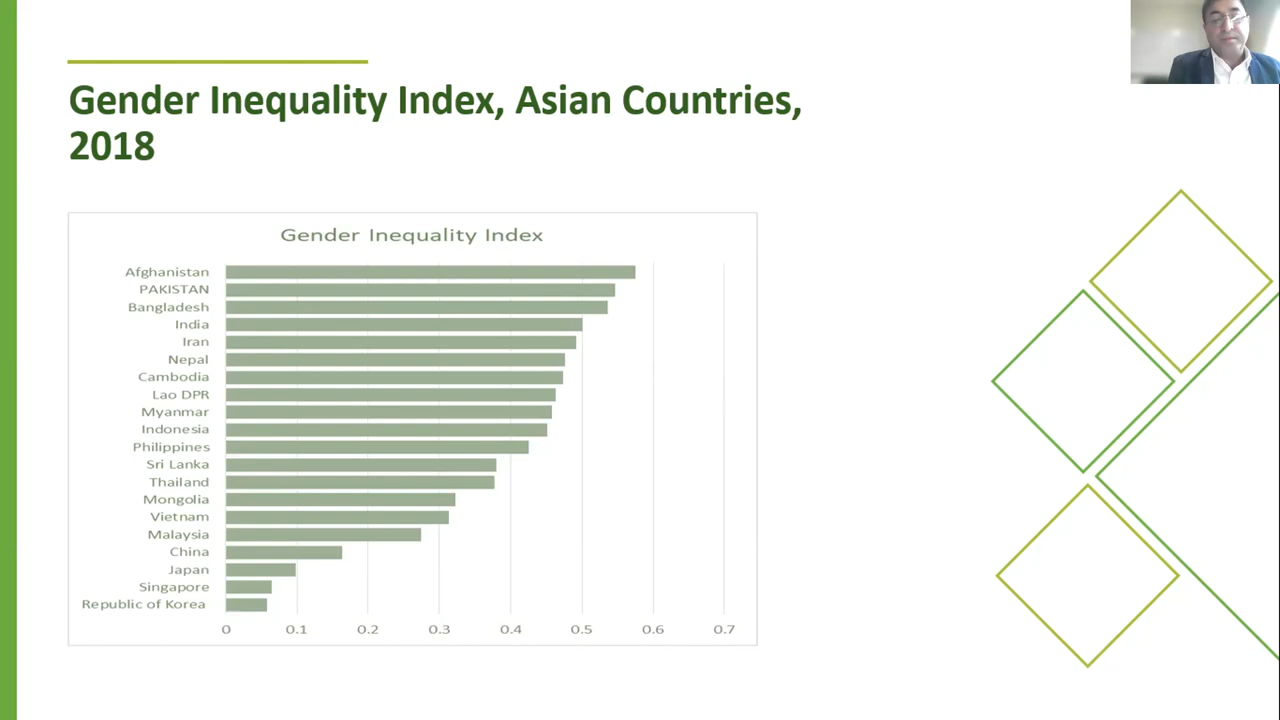 Gender Inequality Index, Asian Countries,
2018
Gender Inequality Index
Afghanistan
PAKISTAN
Bangladesh
India
Iran
Nepal
Cambodia
Lao DPR
Myanmar
Indonesia
Philippines
Sri Lanka
Thailand
Mongolia
Vietnam
Malaysia
China
Japan
Singapore
Republic of Korea
0 0.1 0.2 0.3 0.4 0.5 0.6 0.7